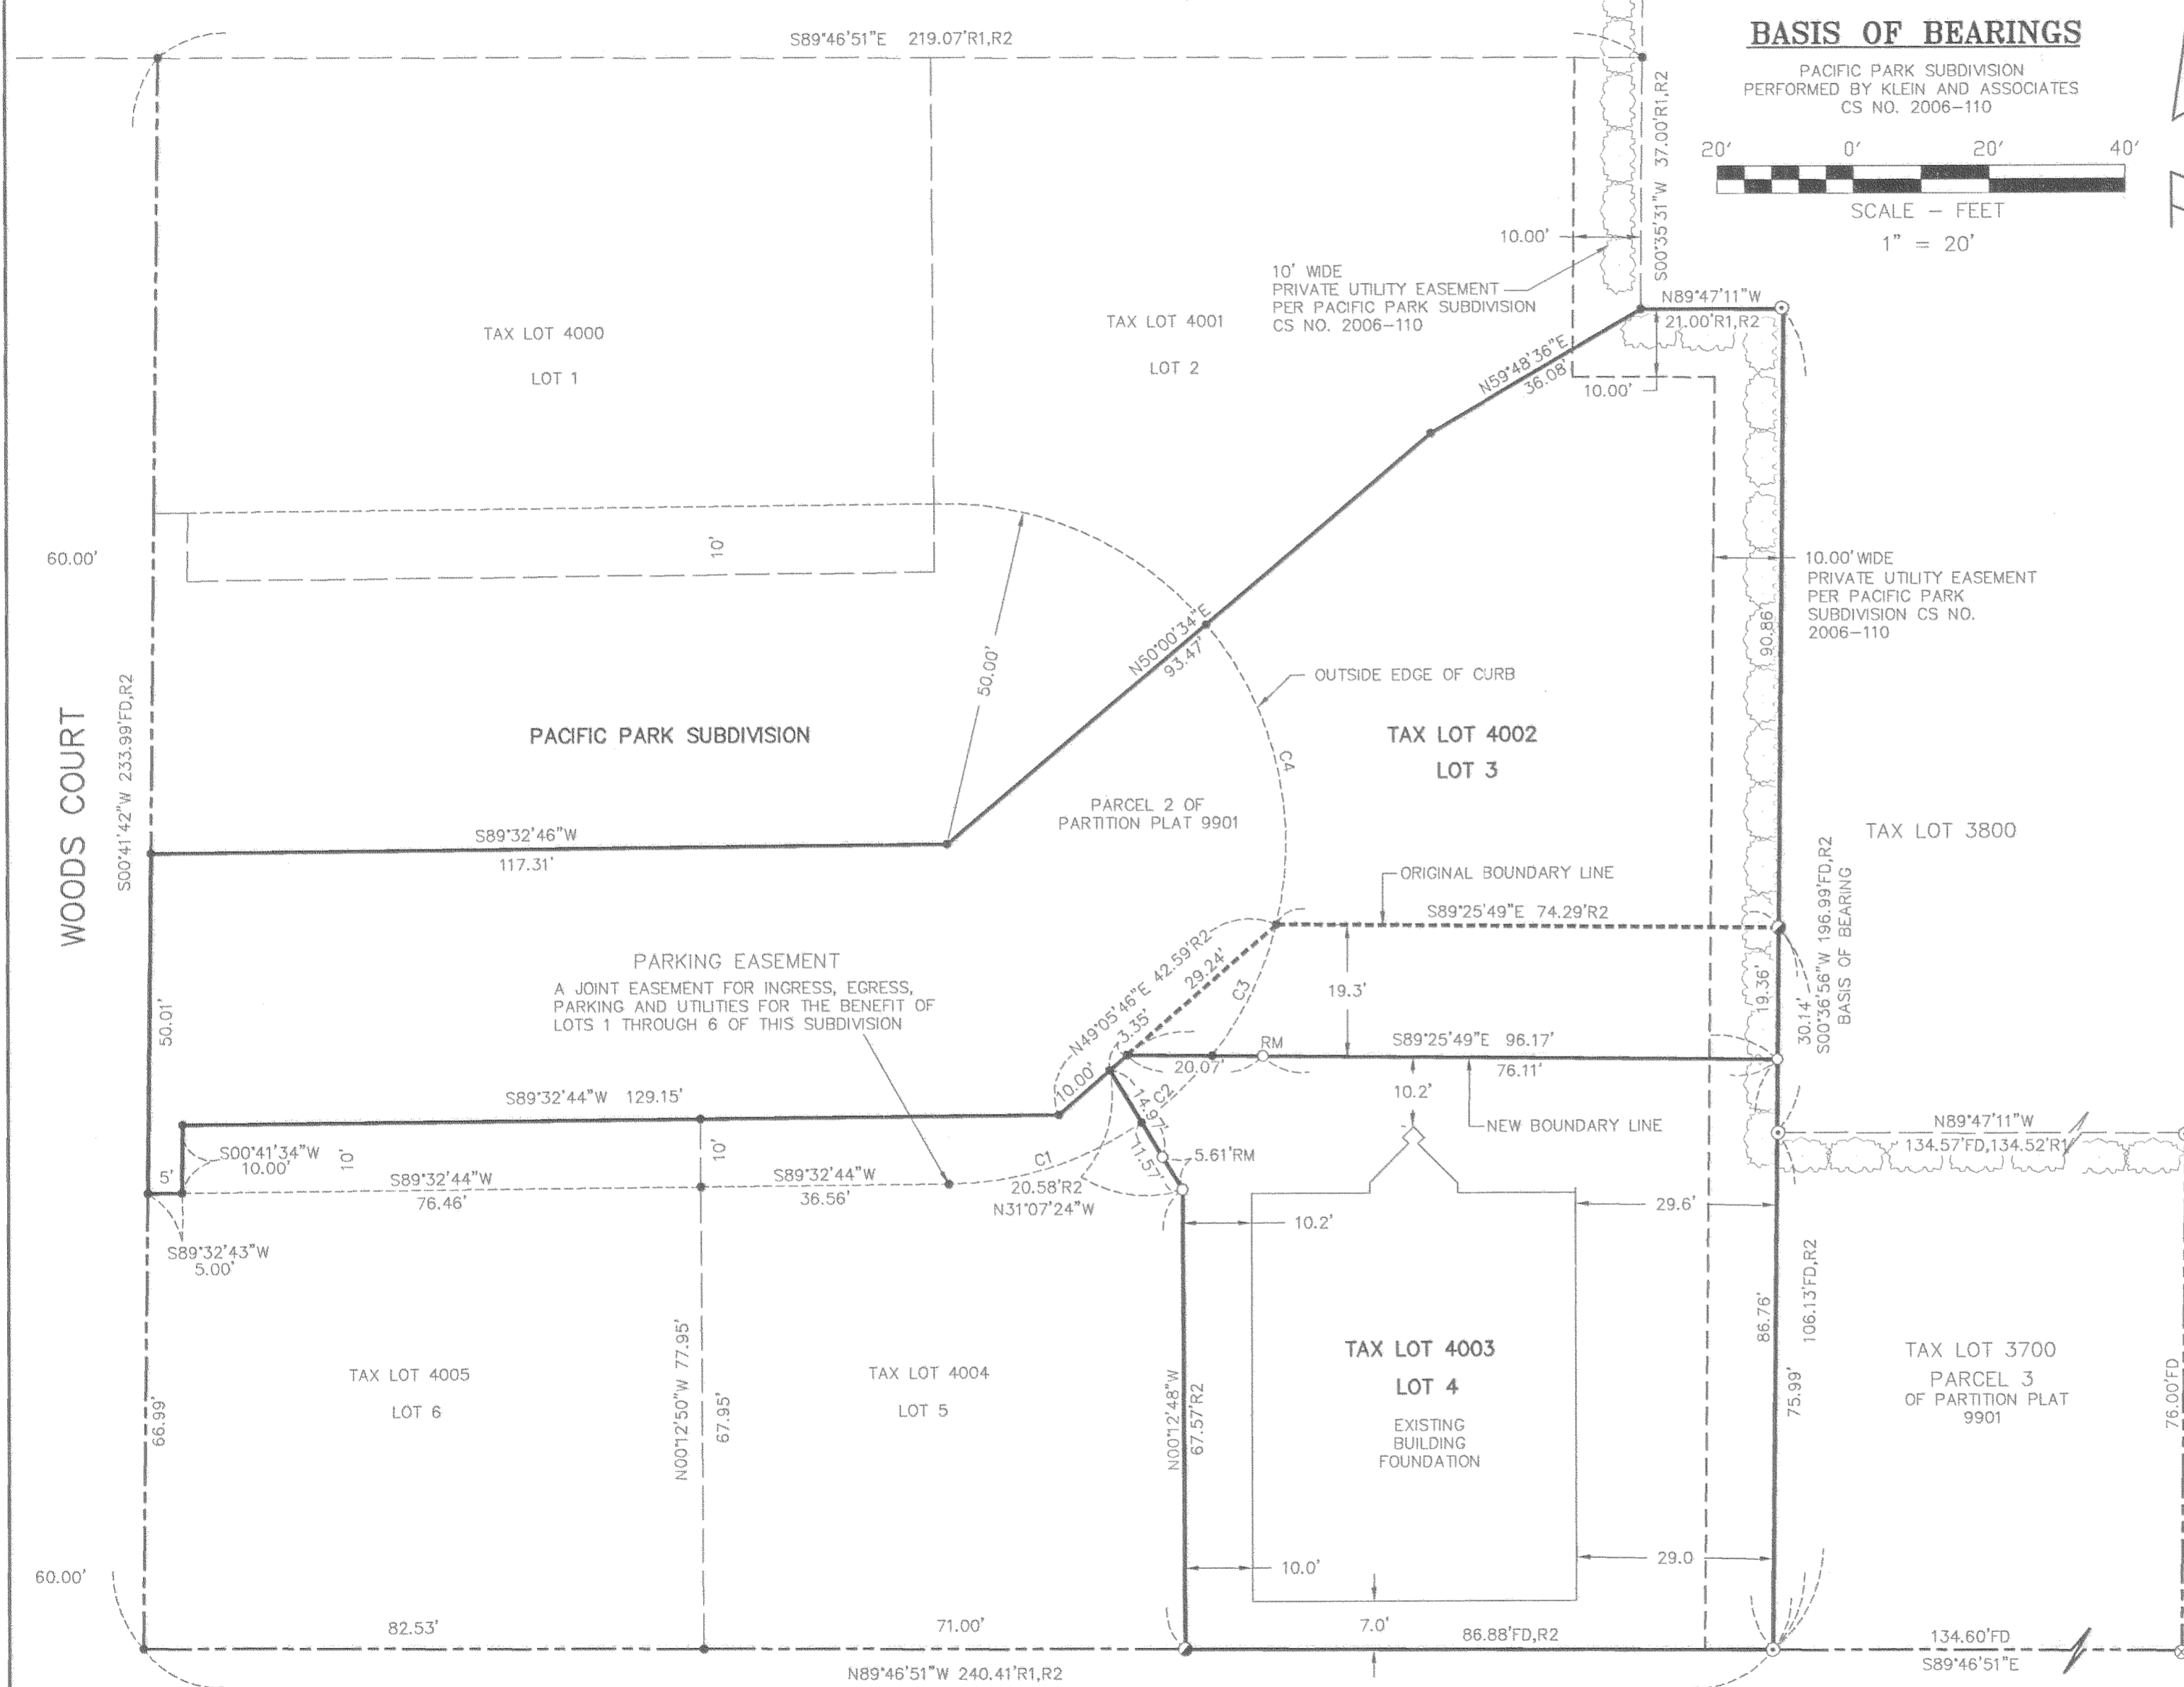 S89°46'51"E 219.07'R1,R2
BASIS OF BEARINGS
PACIFIC PARK SUBDIVISION
PERFORMED BY KLEIN AND ASSOCIATES
CS NO. 2006-110
20' 0' 20' 40'
SCALE - FEET
1" = 20'
S00°35'31"W 37.00'R1,R2
10.00'
10' WIDE
PRIVATE UTILITY EASEMENT
PER PACIFIC PARK SUBDIVISION
CS NO. 2006-110
N89°47'11"W
21.00'R1,R2
10.00'
N59°48'36"E
36.08'
TAX LOT 4000
LOT 1
TAX LOT 4001
LOT 2
60.00'
10'
50.00'
N50°00'34"E
93.47'
OUTSIDE EDGE OF CURB
C4
10.00' WIDE
PRIVATE UTILITY EASEMENT
PER PACIFIC PARK
SUBDIVISION CS NO.
2006-110
90.86'
WOODS COURT
S00°41'42"W 233.99'FD,R2
PACIFIC PARK SUBDIVISION
TAX LOT 4002
LOT 3
PARCEL 2 OF
PARTITION PLAT 9901
TAX LOT 3800
S89°32'46"W
117.31'
ORIGINAL BOUNDARY LINE
S89°25'49"E 74.29'R2
30.14'
S00°36'56"W 196.99'FD,R2
BASIS OF BEARING
19.36'
PARKING EASEMENT
A JOINT EASEMENT FOR INGRESS, EGRESS,
PARKING AND UTILITIES FOR THE BENEFIT OF
LOTS 1 THROUGH 6 OF THIS SUBDIVISION
50.01'
N49°05'46"E 42.59'R2
29.24'
3.35'
10.00'
C3
19.3'
RM
20.07'
S89°25'49"E 96.17'
76.11'
10.2'
NEW BOUNDARY LINE
C2
14.97'
11.57'
5.61'RM
C1
20.58'R2
N31°07'24"W
S89°32'44"W 129.15'
S00°41'34"W
10.00'
10'
10'
5'
S89°32'44"W
76.46'
S89°32'44"W
36.56'
S89°32'43"W
5.00'
N89°47'11"W
134.57'FD,134.52'R1
10.2'
29.6'
66.99'
TAX LOT 4005
LOT 6
N00°12'50"W 77.95'
67.95'
TAX LOT 4004
LOT 5
N00°12'48"W
67.57'R2
TAX LOT 4003
LOT 4
EXISTING
BUILDING
FOUNDATION
86.76'
106.13'FD,R2
75.99'
TAX LOT 3700
PARCEL 3
OF PARTITION PLAT
9901
76.00'FD
10.0'
29.0
60.00'
82.53'
71.00'
7.0'
86.88'FD,R2
134.60'FD
S89°46'51"E
N89°46'51"W 240.41'R1,R2